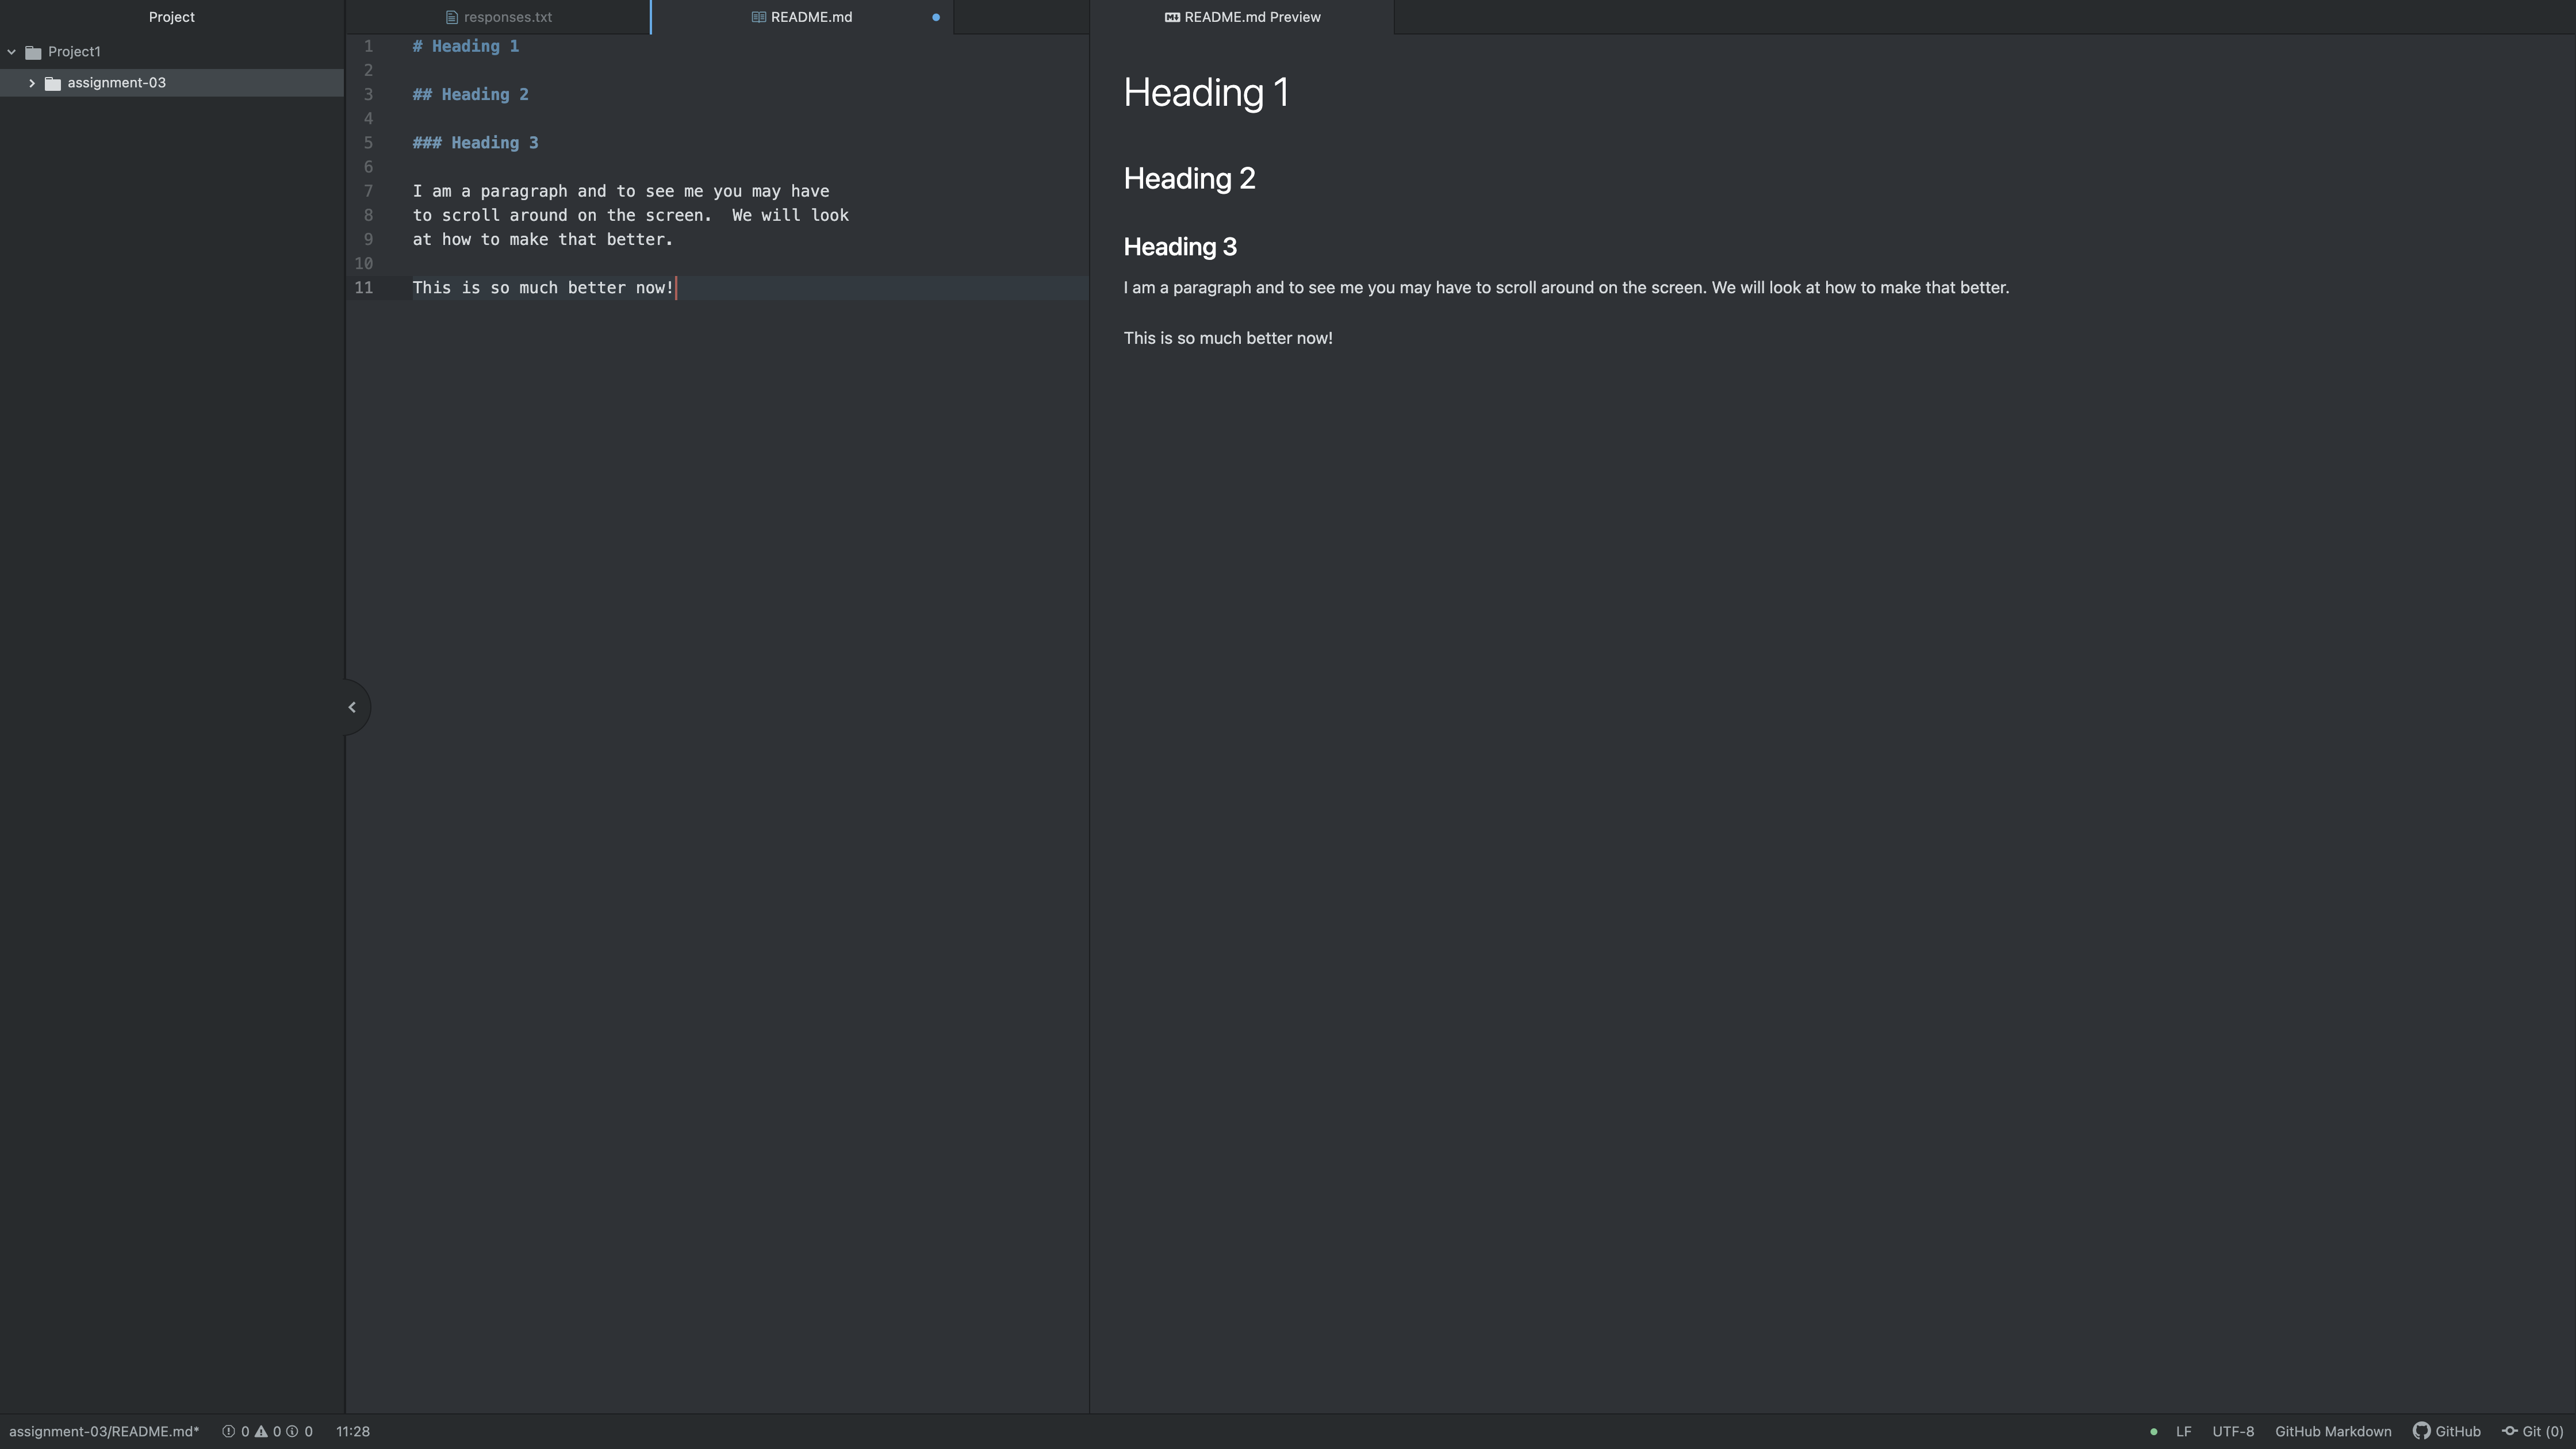 Project
responses.txt
README.md
README.md Preview
Project1
assignment-03
1 # Heading 1
2
3 ## Heading 2
4
5 ### Heading 3
6
7 I am a paragraph and to see me you may have
8 to scroll around on the screen.  We will look
9 at how to make that better.
10
11 This is so much better now!
Heading 1
Heading 2
Heading 3
I am a paragraph and to see me you may have to scroll around on the screen. We will look at how to make that better.
This is so much better now!
assignment-03/README.md* 0 0 0 11:28
LF UTF-8 GitHub Markdown GitHub Git (0)